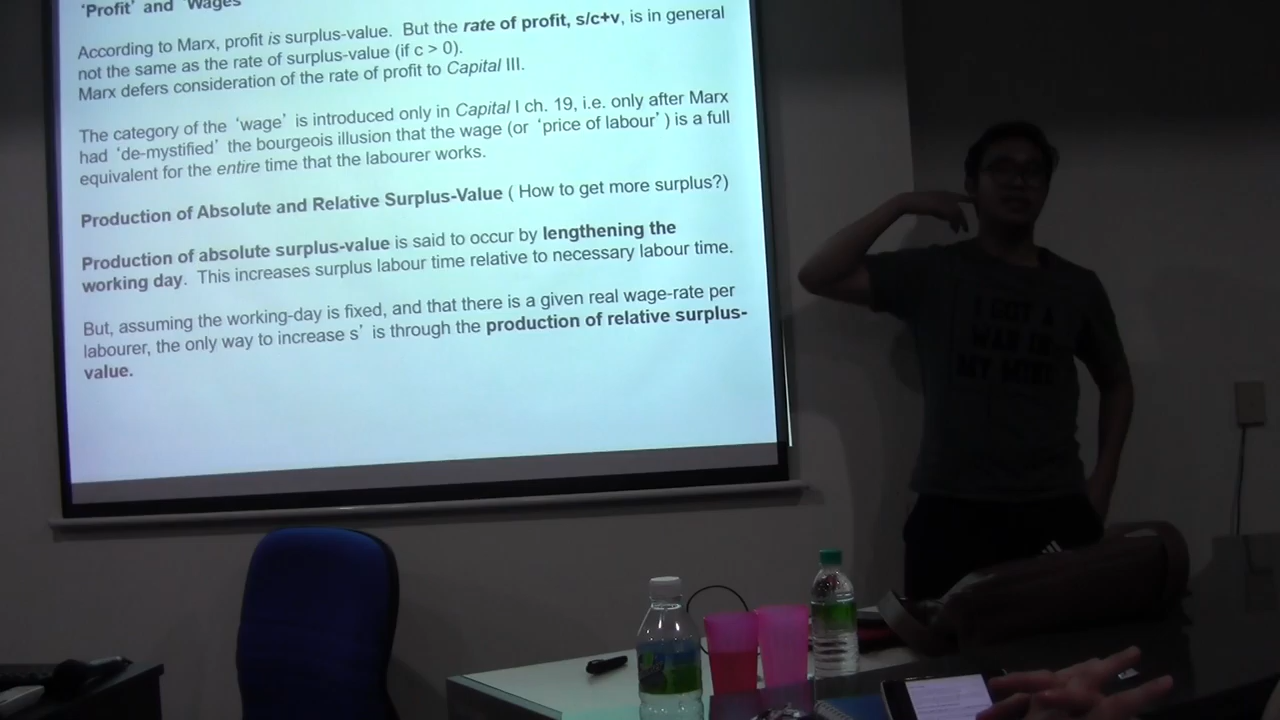 ‘Profit’ and ‘Wages’
According to Marx, profit is surplus-value. But the rate of profit, s/c+v, is in general
not the same as the rate of surplus-value (if c > 0).
Marx defers consideration of the rate of profit to Capital III.
The category of the ‘wage’ is introduced only in Capital I ch. 19, i.e. only after Marx
had ‘de-mystified’ the bourgeois illusion that the wage (or ‘price of labour’ ) is a full
equivalent for the entire time that the labourer works.
Production of Absolute and Relative Surplus-Value ( How to get more surplus?)
Production of absolute surplus-value is said to occur by lengthening the
working day. This increases surplus labour time relative to necessary labour time.
But, assuming the working-day is fixed, and that there is a given real wage-rate per
labourer, the only way to increase s’ is through the production of relative surplus-
value.
MY MIND